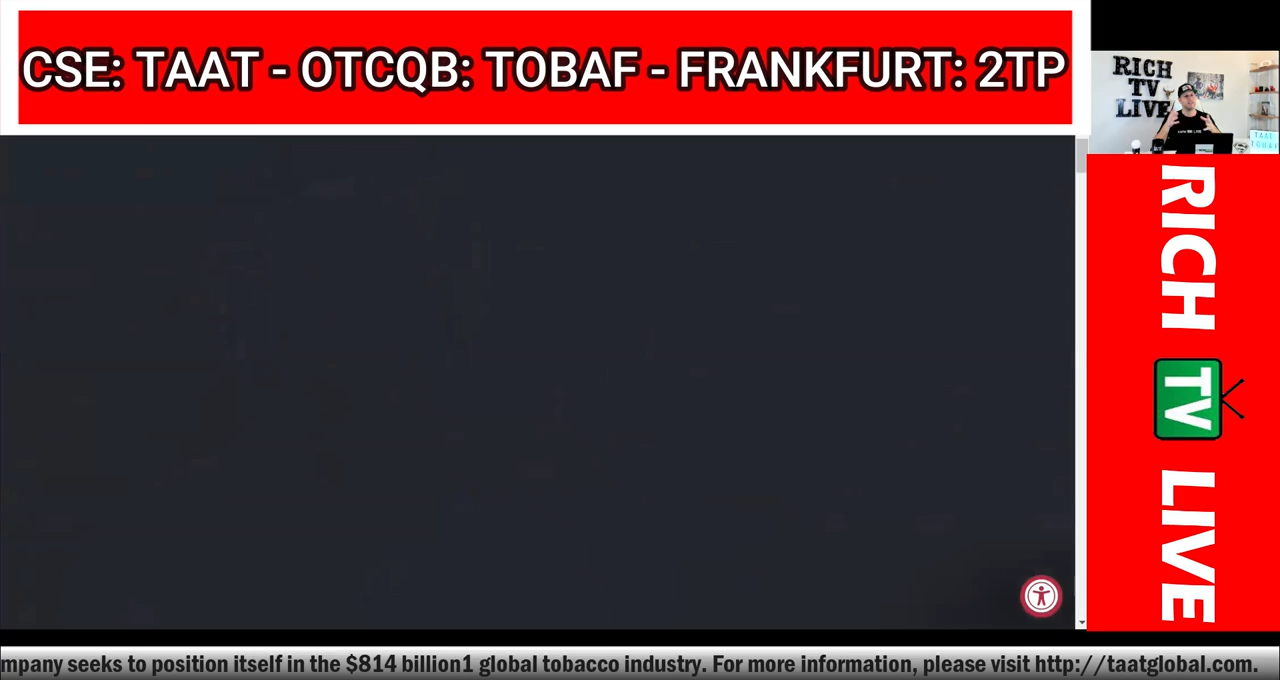 CSE: TAAT - OTCQB: TOBAF - FRANKFURT: 2TP
RICH
TV
LIVE
TAAT
RICH TV LIVE
mpany seeks to position itself in the $814 billion1 global tobacco industry. For more information, please visit http://taatglobal.com.